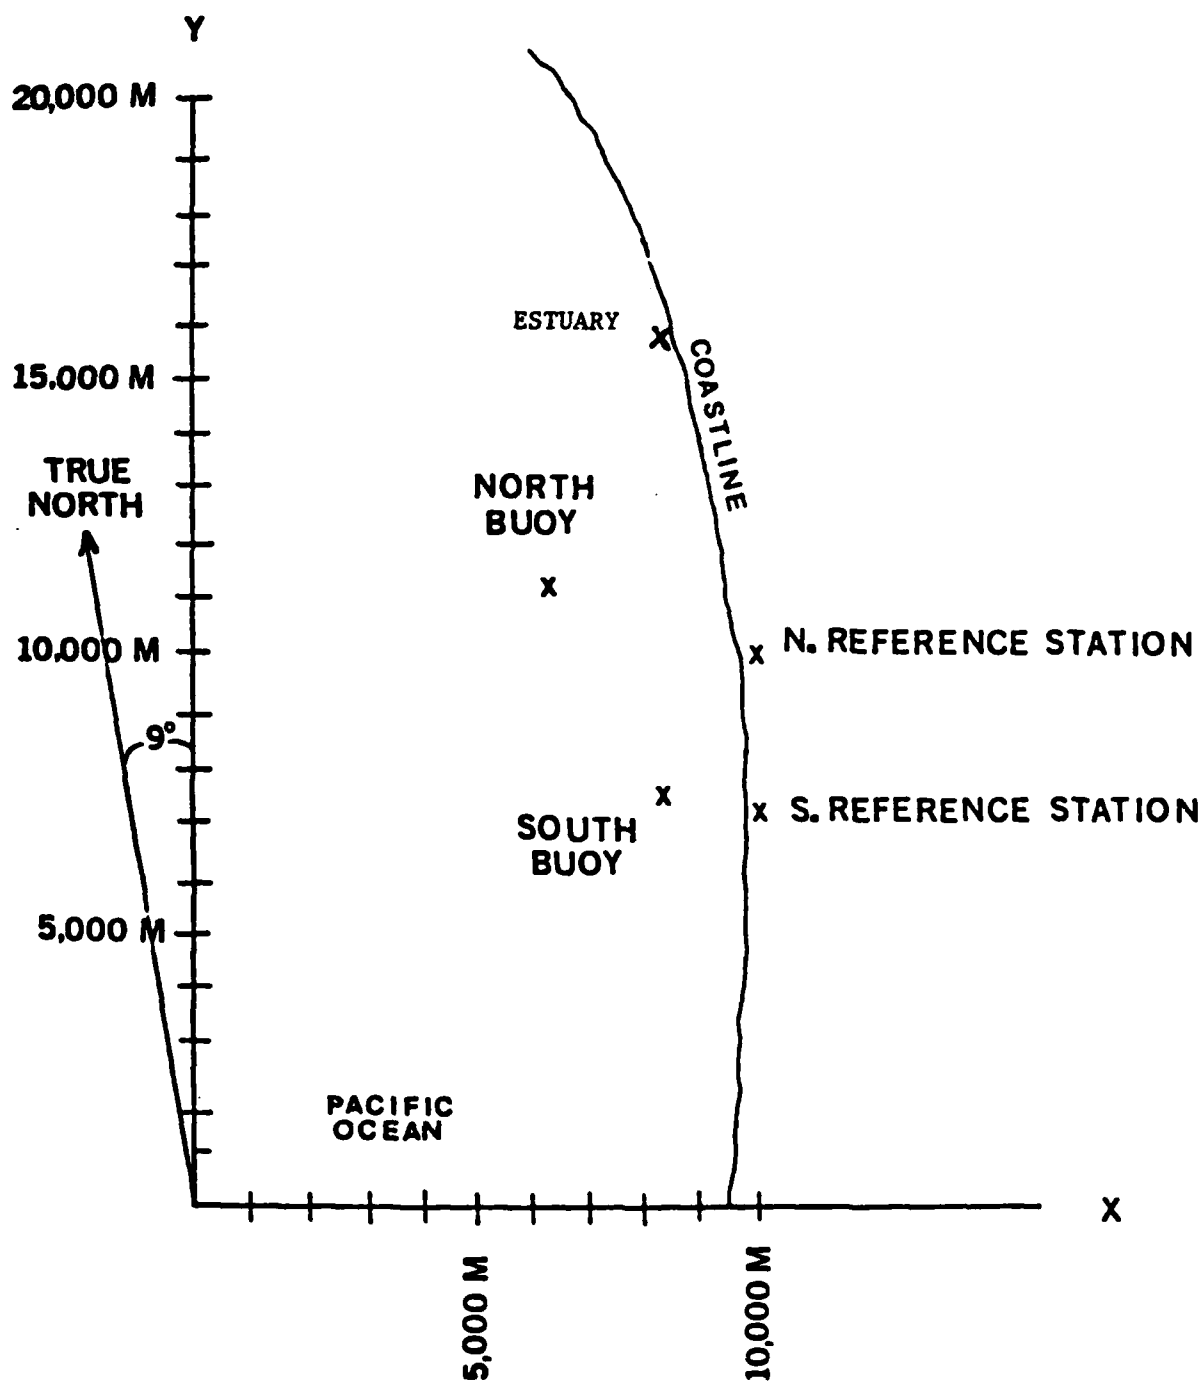 Y
20,000 M
ESTUARY
15,000 M
COASTLINE
TRUE
NORTH
NORTH
BUOY
10,000 M
N. REFERENCE STATION
9°
S. REFERENCE STATION
SOUTH
BUOY
5,000 M
PACIFIC
OCEAN
X
5,000 M
10,000 M